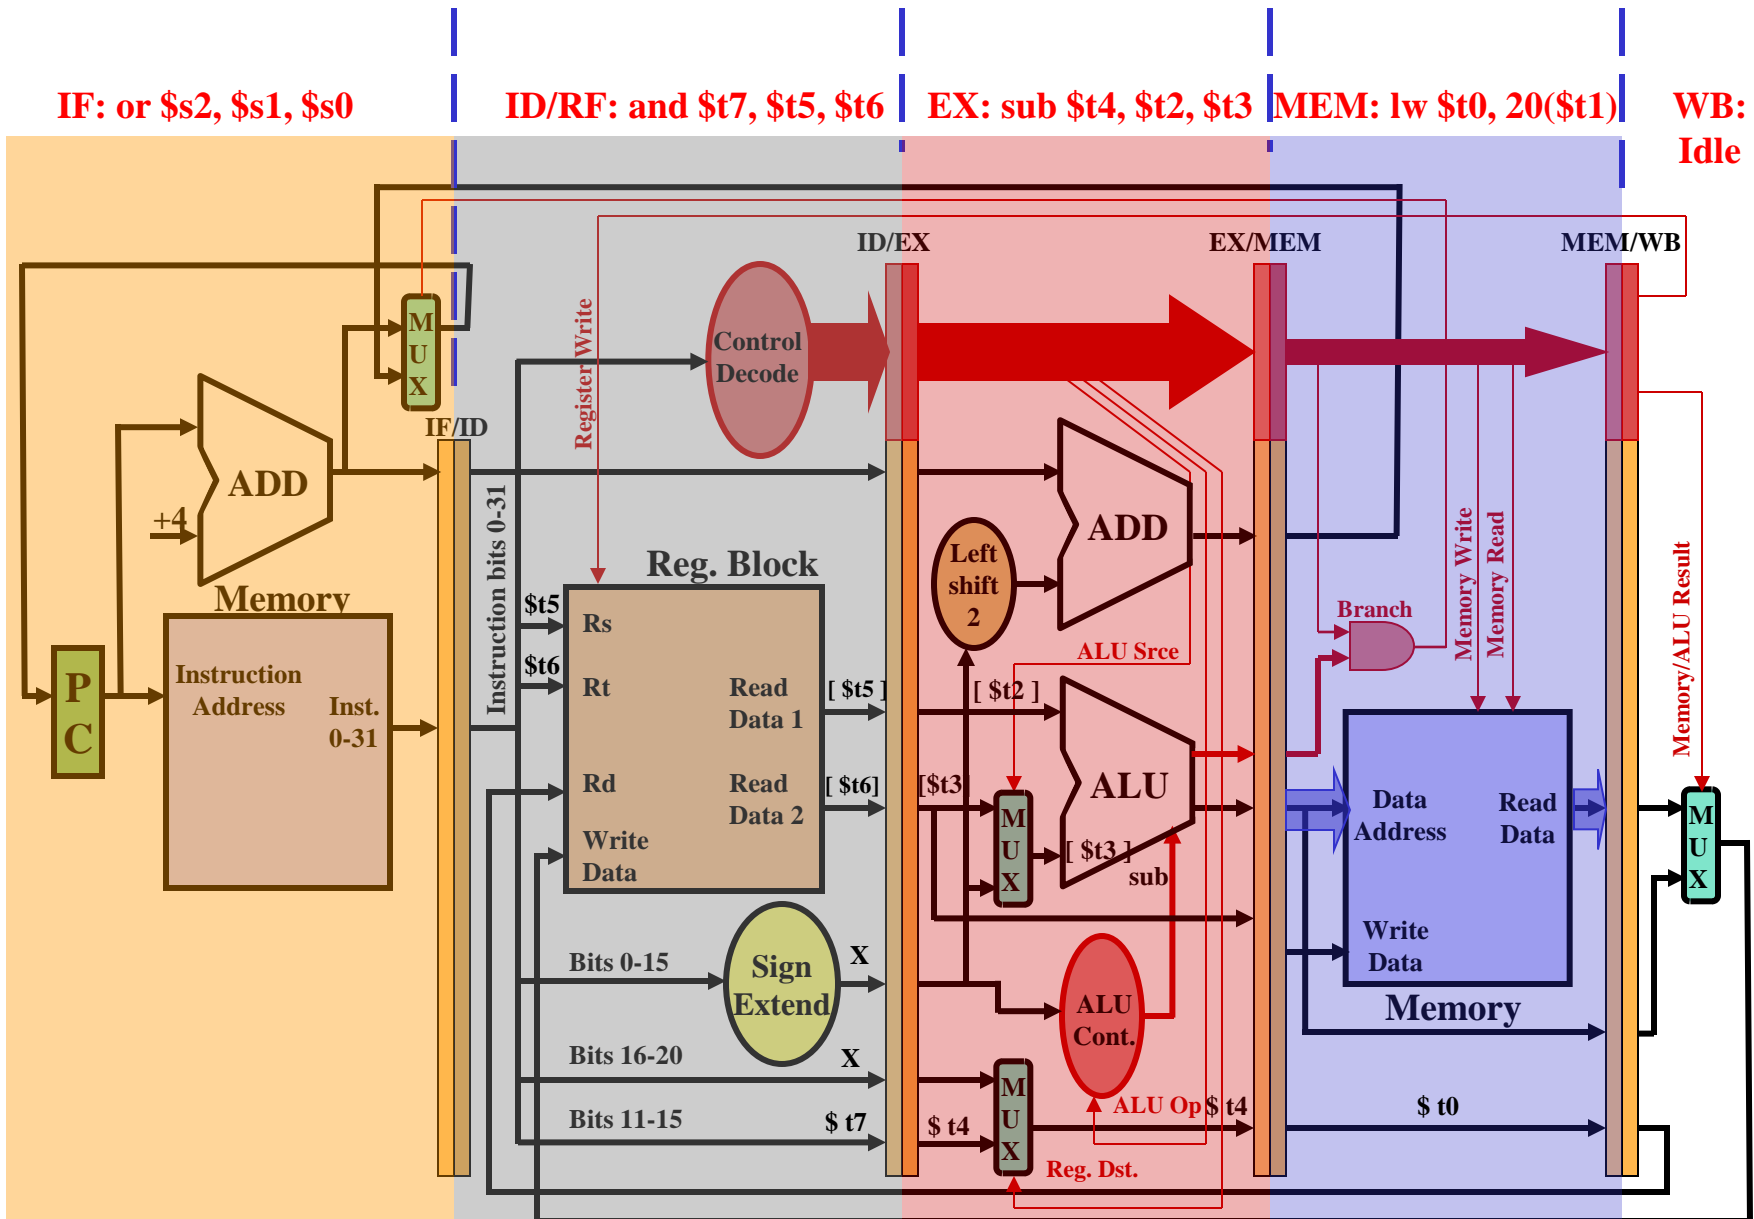 IF: or $s2, $s1, $s0
ID/RF: and $t7, $t5, $t6
EX: sub $t4, $t2, $t3
MEM: lw $t0, 20($t1)
WB:
Idle
ID/EX
EX/MEM
MEM/WB
M
U
X
Control
Decode
Register Write
IF/ID
ADD
+4
Instruction bits 0-31
ADD
Left
shift
2
Reg. Block
Memory
Instruction
Address
Inst.
0-31
P
C
$t5
Rs
$t6
Rt
Read
Data 1
[ $t5 ]
Rd
Read
Data 2
[ $t6]
Write
Data
ALU Srce
[ $t2 ]
[$t3]
ALU
M
U
X
[ $t3 ]
sub
Branch
Memory Write
Memory Read
Memory/ALU Result
Data
Address
Read
Data
Write
Data
Memory
M
U
X
Bits 0-15
Sign
Extend
X
ALU
Cont.
Bits 16-20
X
Bits 11-15
$ t7
$ t4
M
U
X
ALU Op
$ t4
$ t0
Reg. Dst.